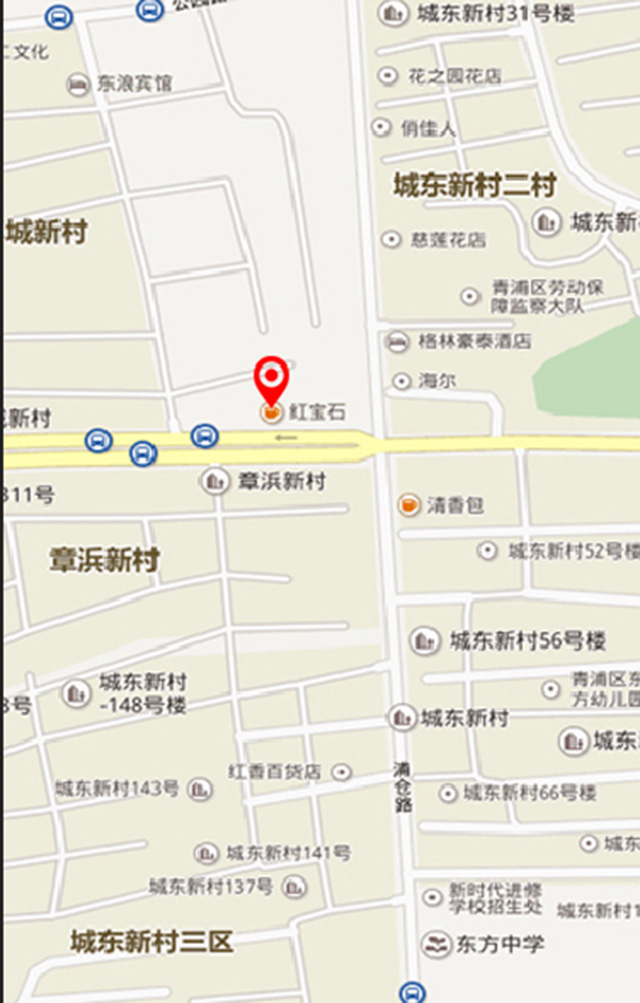 城东新村31号楼
二文化
花之园花店
东浪宾馆
俏佳人
城东新村二村
城东新
城新村
慈莲花店
青浦区劳动保
障监察大队
格林豪泰酒店
海尔
红宝石
新村
章浜新村
311号
清香包
城东新村52号楼
章浜新村
城东新村56号楼
城东新村
-148号楼
3号
青浦区东
方幼儿园
城东新村
城东
红香百货店
浦仓路
城东新村143号
城东新村66号楼
城东
城东新村141号
城东新村137号
新时代进修
学校招生处
城东新村1
城东新村三区
东方中学